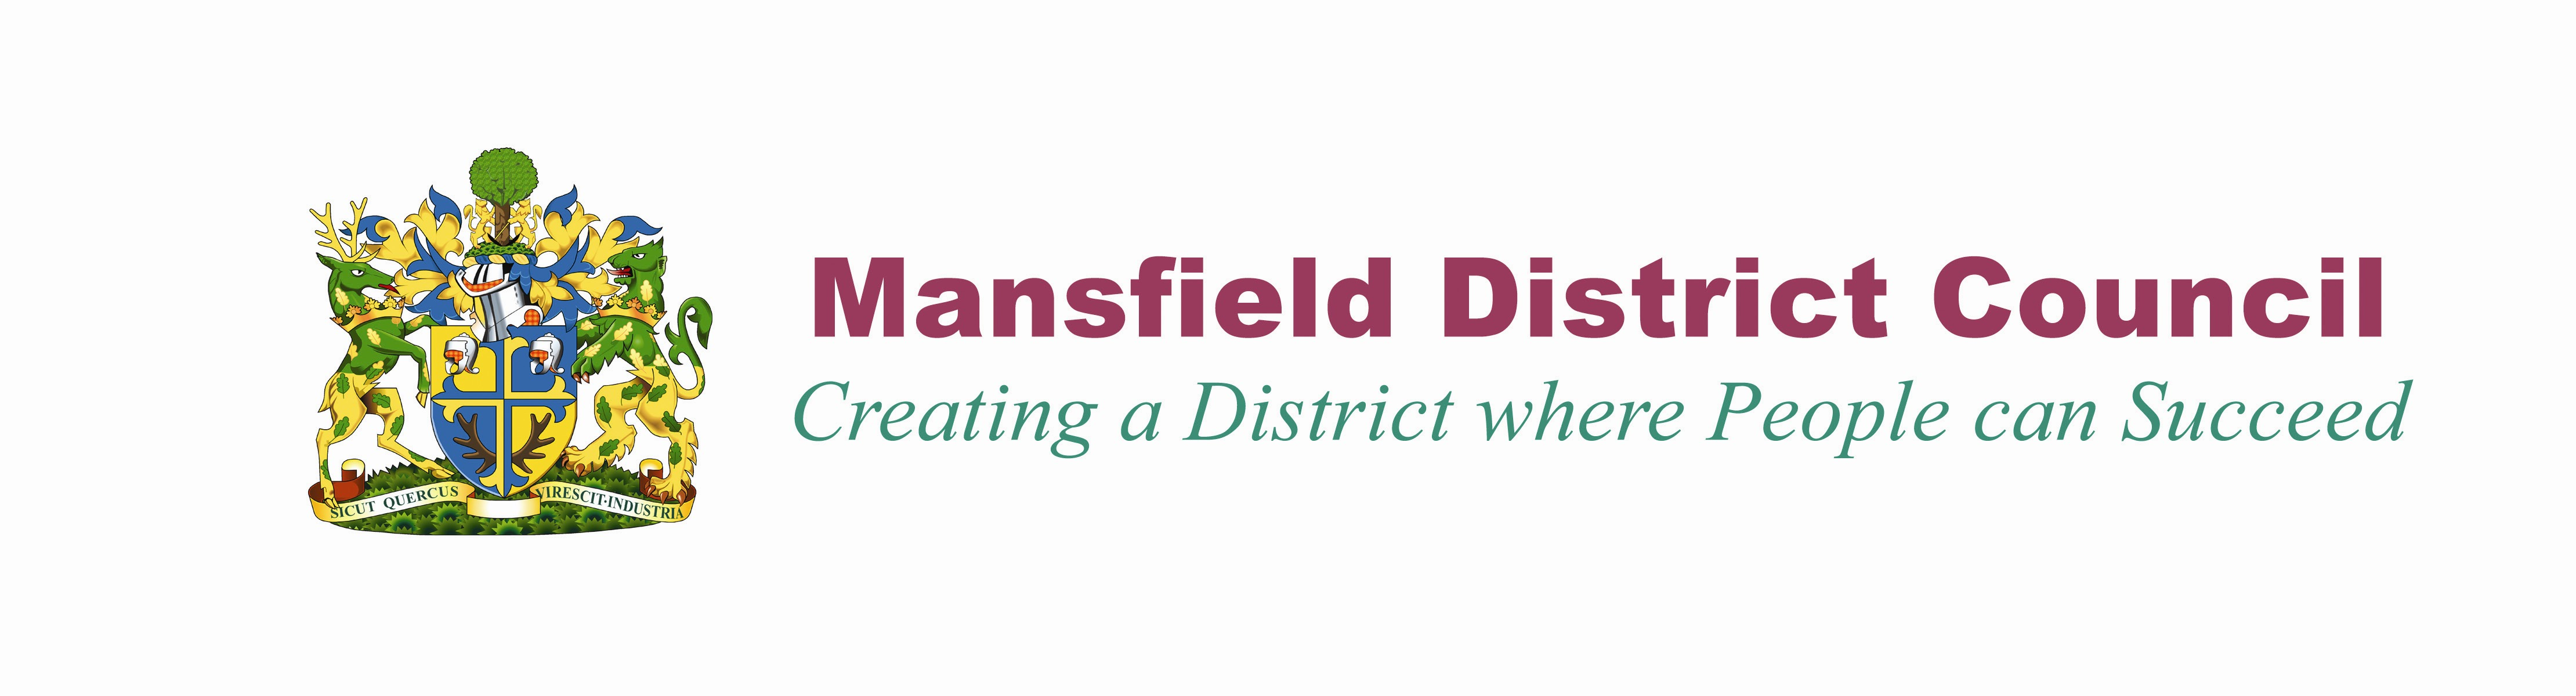 Mansfield District Council
Creating a District where People can Succeed
SICUT QUERCUS VIRESCIT·INDUSTRIA